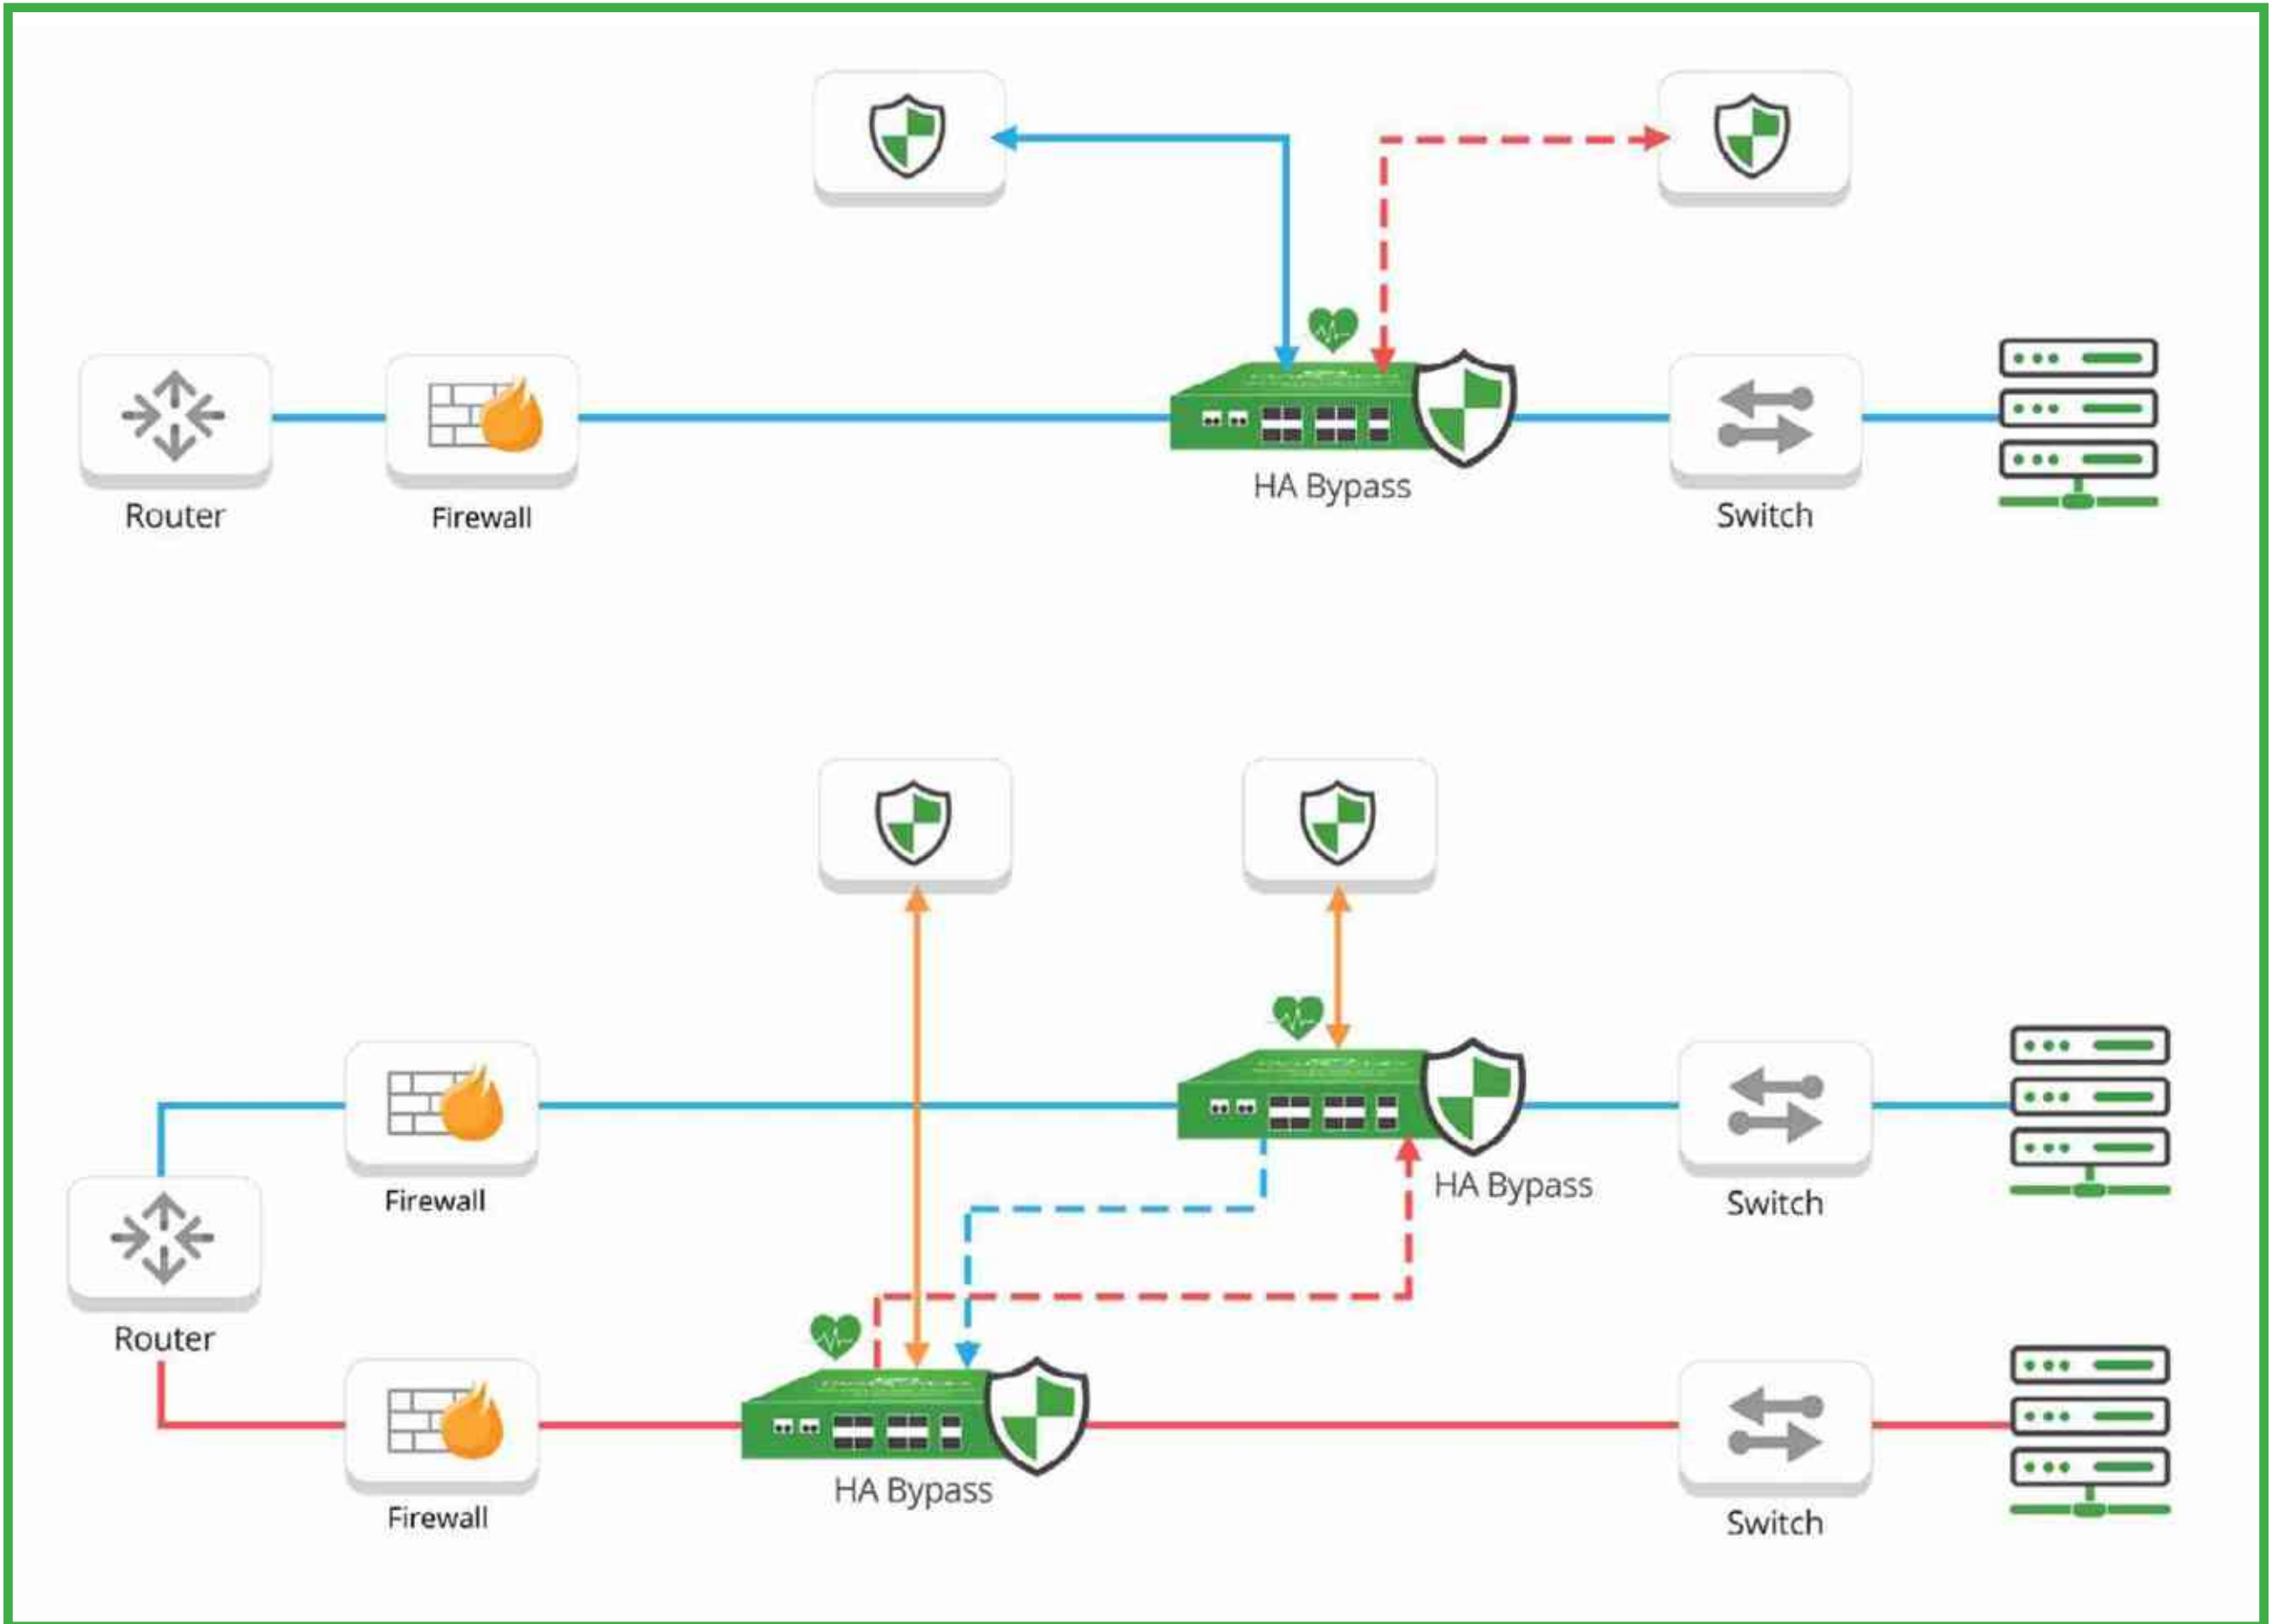 Router
Firewall
HA Bypass
Switch
Firewall
HA Bypass
Switch
Router
Firewall
HA Bypass
Switch